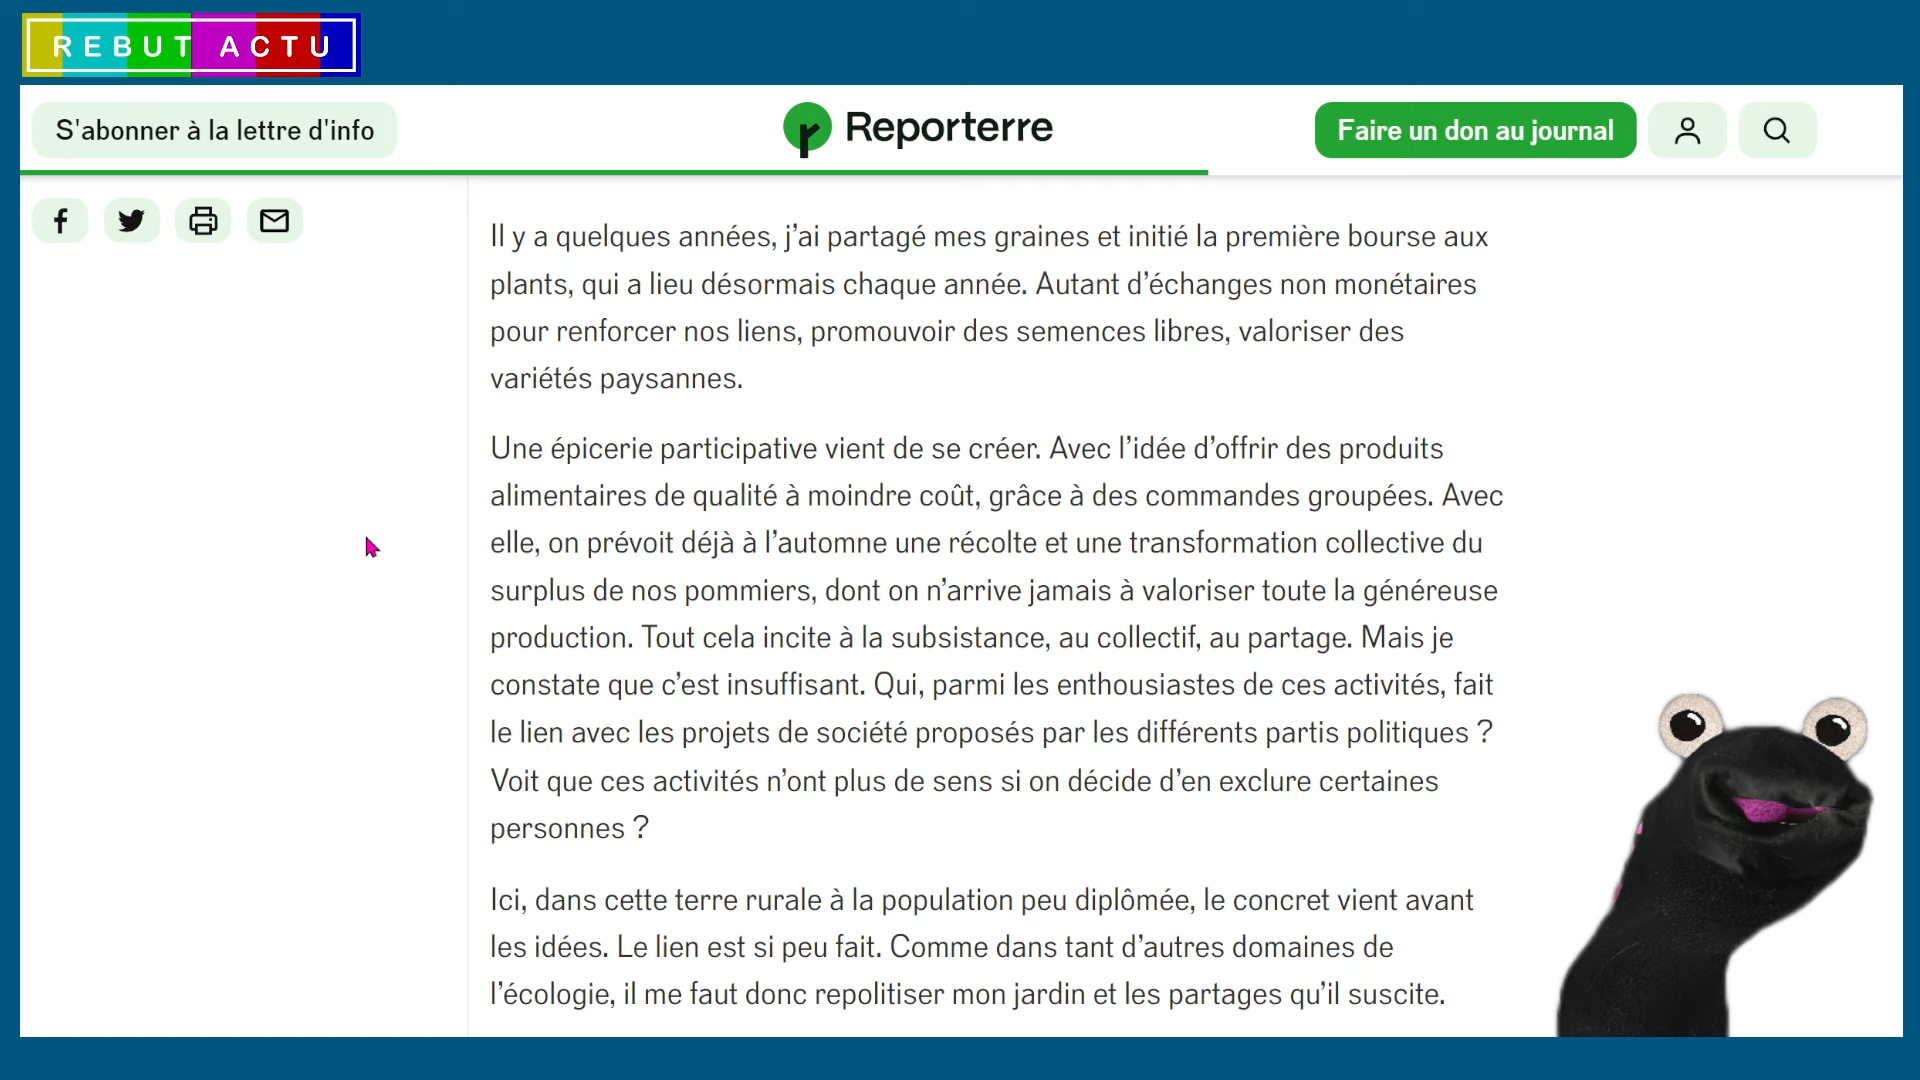 REBUT ACTU
S'abonner à la lettre d'info
Reporterre
Faire un don au journal
Il y a quelques années, j’ai partagé mes graines et initié la première bourse aux
plants, qui a lieu désormais chaque année. Autant d’échanges non monétaires
pour renforcer nos liens, promouvoir des semences libres, valoriser des
variétés paysannes.
Une épicerie participative vient de se créer. Avec l’idée d’offrir des produits
alimentaires de qualité à moindre coût, grâce à des commandes groupées. Avec
elle, on prévoit déjà à l’automne une récolte et une transformation collective du
surplus de nos pommiers, dont on n’arrive jamais à valoriser toute la généreuse
production. Tout cela incite à la subsistance, au collectif, au partage. Mais je
constate que c’est insuffisant. Qui, parmi les enthousiastes de ces activités, fait
le lien avec les projets de société proposés par les différents partis politiques ?
Voit que ces activités n’ont plus de sens si on décide d’en exclure certaines
personnes ?
Ici, dans cette terre rurale à la population peu diplômée, le concret vient avant
les idées. Le lien est si peu fait. Comme dans tant d’autres domaines de
l’écologie, il me faut donc repolitiser mon jardin et les partages qu’il suscite.